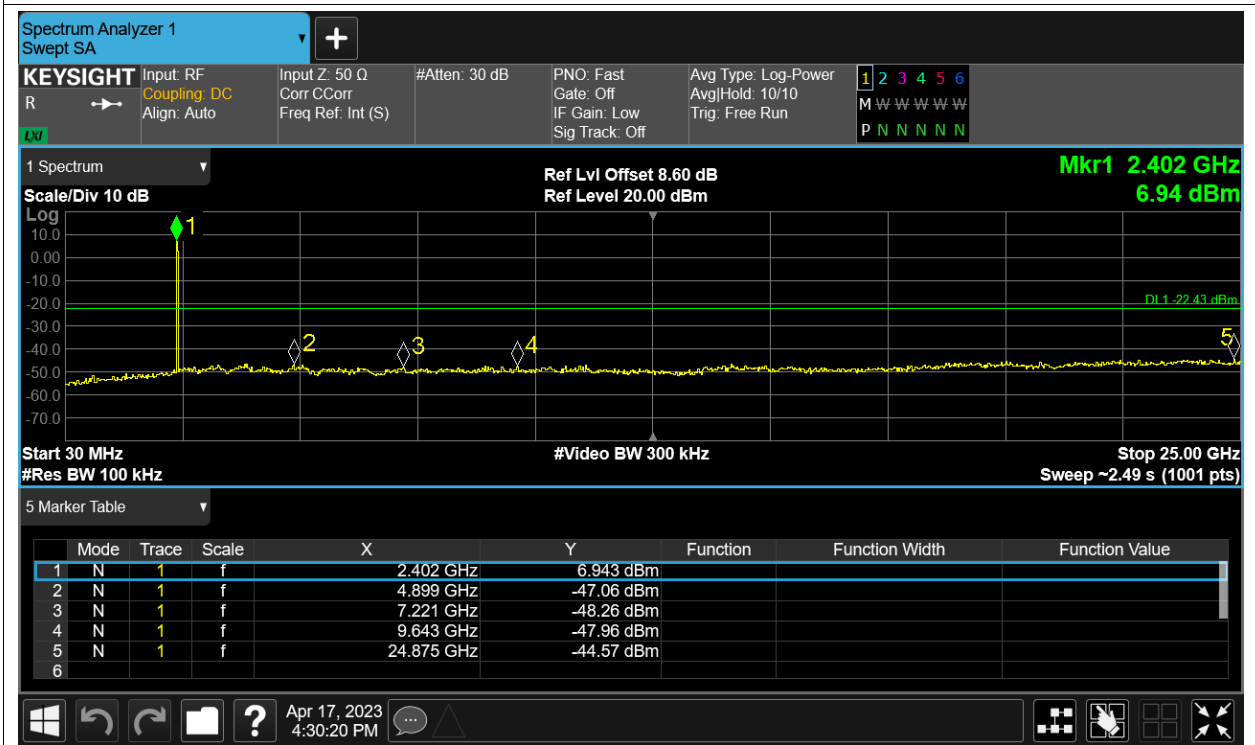 Spectrum Analyzer 1
Swept SA
KEYSIGHT Input: RF Input Z: 50 Ω #Atten: 30 dB PNO: Fast Avg Type: Log-Power 1 2 3 4 5 6
R Coupling: DC Corr CCorr Gate: Off Avg|Hold: 10/10 M W W W W W
Align: Auto Freq Ref: Int (S) IF Gain: Low Trig: Free Run
LXI Sig Track: Off P N N N N N
1 Spectrum Ref Lvl Offset 8.60 dB Mkr1 2.402 GHz
Scale/Div 10 dB Ref Level 20.00 dBm 6.94 dBm
Log
1
10.0
0.00
-10.0
-20.0 DL1 -22.43 dBm
-30.0
2 3 4 5
-40.0
-50.0
-60.0
-70.0
Start 30 MHz #Video BW 300 kHz Stop 25.00 GHz
#Res BW 100 kHz Sweep ~2.49 s (1001 pts)
5 Marker Table
Mode Trace Scale X Y Function Function Width Function Value
1 N 1 f 2.402 GHz 6.943 dBm
2 N 1 f 4.899 GHz -47.06 dBm
3 N 1 f 7.221 GHz -48.26 dBm
4 N 1 f 9.643 GHz -47.96 dBm
5 N 1 f 24.875 GHz -44.57 dBm
6
? Apr 17, 2023
4:30:20 PM